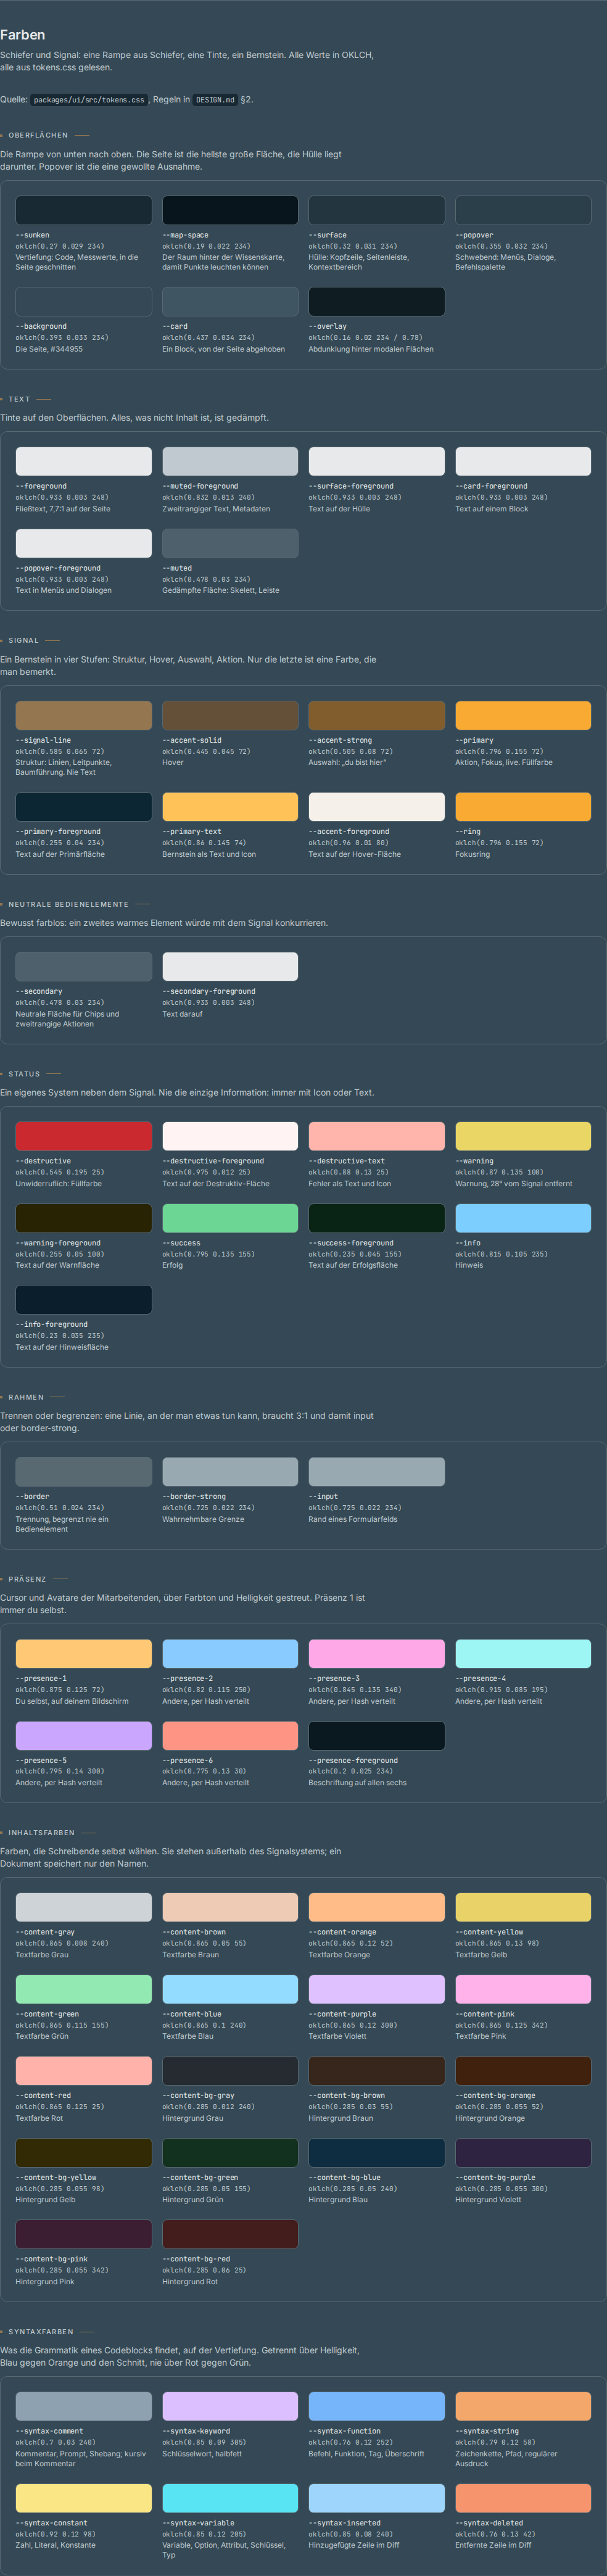 Farben
Schiefer und Signal: eine Rampe aus Schiefer, eine Tinte, ein Bernstein. Alle Werte in OKLCH,
alle aus tokens.css gelesen.
Quelle: packages/ui/src/tokens.css, Regeln in DESIGN.md §2.
OBERFLÄCHEN
Die Rampe von unten nach oben. Die Seite ist die hellste große Fläche, die Hülle liegt
darunter. Popover ist die eine gewollte Ausnahme.
--sunken
oklch(0.27 0.029 234)
Vertiefung: Code, Messwerte, in die
Seite geschnitten
--map-space
oklch(0.19 0.022 234)
Der Raum hinter der Wissenskarte,
damit Punkte leuchten können
--surface
oklch(0.32 0.031 234)
Hülle: Kopfzeile, Seitenleiste,
Kontextbereich
--popover
oklch(0.355 0.032 234)
Schwebend: Menüs, Dialoge,
Befehlspalette
--background
oklch(0.393 0.033 234)
Die Seite, #344955
--card
oklch(0.437 0.034 234)
Ein Block, von der Seite abgehoben
--overlay
oklch(0.16 0.02 234 / 0.78)
Abdunklung hinter modalen Flächen
TEXT
Tinte auf den Oberflächen. Alles, was nicht Inhalt ist, ist gedämpft.
--foreground
oklch(0.933 0.003 248)
Fließtext, 7,7:1 auf der Seite
--muted-foreground
oklch(0.832 0.013 240)
Zweitrangiger Text, Metadaten
--surface-foreground
oklch(0.933 0.003 248)
Text auf der Hülle
--card-foreground
oklch(0.933 0.003 248)
Text auf einem Block
--popover-foreground
oklch(0.933 0.003 248)
Text in Menüs und Dialogen
--muted
oklch(0.478 0.03 234)
Gedämpfte Fläche: Skelett, Leiste
SIGNAL
Ein Bernstein in vier Stufen: Struktur, Hover, Auswahl, Aktion. Nur die letzte ist eine Farbe, die
man bemerkt.
--signal-line
oklch(0.585 0.065 72)
Struktur: Linien, Leitpunkte,
Baumführung. Nie Text
--accent-solid
oklch(0.445 0.045 72)
Hover
--accent-strong
oklch(0.505 0.08 72)
Auswahl: „du bist hier“
--primary
oklch(0.796 0.155 72)
Aktion, Fokus, live. Füllfarbe
--primary-foreground
oklch(0.255 0.04 234)
Text auf der Primärfläche
--primary-text
oklch(0.86 0.145 74)
Bernstein als Text und Icon
--accent-foreground
oklch(0.96 0.01 80)
Text auf der Hover-Fläche
--ring
oklch(0.796 0.155 72)
Fokusring
NEUTRALE BEDIENELEMENTE
Bewusst farblos: ein zweites warmes Element würde mit dem Signal konkurrieren.
--secondary
oklch(0.478 0.03 234)
Neutrale Fläche für Chips und
zweitrangige Aktionen
--secondary-foreground
oklch(0.933 0.003 248)
Text darauf
STATUS
Ein eigenes System neben dem Signal. Nie die einzige Information: immer mit Icon oder Text.
--destructive
oklch(0.545 0.195 25)
Unwiderruflich: Füllfarbe
--destructive-foreground
oklch(0.975 0.012 25)
Text auf der Destruktiv-Fläche
--destructive-text
oklch(0.88 0.13 25)
Fehler als Text und Icon
--warning
oklch(0.87 0.135 100)
Warnung, 28° vom Signal entfernt
--warning-foreground
oklch(0.255 0.05 100)
Text auf der Warnfläche
--success
oklch(0.795 0.135 155)
Erfolg
--success-foreground
oklch(0.235 0.045 155)
Text auf der Erfolgsfläche
--info
oklch(0.815 0.105 235)
Hinweis
--info-foreground
oklch(0.23 0.035 235)
Text auf der Hinweisfläche
RAHMEN
Trennen oder begrenzen: eine Linie, an der man etwas tun kann, braucht 3:1 und damit input
oder border-strong.
--border
oklch(0.51 0.024 234)
Trennung, begrenzt nie ein
Bedienelement
--border-strong
oklch(0.725 0.022 234)
Wahrnehmbare Grenze
--input
oklch(0.725 0.022 234)
Rand eines Formularfelds
PRÄSENZ
Cursor und Avatare der Mitarbeitenden, über Farbton und Helligkeit gestreut. Präsenz 1 ist
immer du selbst.
--presence-1
oklch(0.875 0.125 72)
Du selbst, auf deinem Bildschirm
--presence-2
oklch(0.82 0.115 250)
Andere, per Hash verteilt
--presence-3
oklch(0.845 0.135 340)
Andere, per Hash verteilt
--presence-4
oklch(0.915 0.085 195)
Andere, per Hash verteilt
--presence-5
oklch(0.795 0.14 300)
Andere, per Hash verteilt
--presence-6
oklch(0.775 0.13 30)
Andere, per Hash verteilt
--presence-foreground
oklch(0.2 0.025 234)
Beschriftung auf allen sechs
INHALTSFARBEN
Farben, die Schreibende selbst wählen. Sie stehen außerhalb des Signalsystems; ein
Dokument speichert nur den Namen.
--content-gray
oklch(0.865 0.008 240)
Textfarbe Grau
--content-brown
oklch(0.865 0.05 55)
Textfarbe Braun
--content-orange
oklch(0.865 0.12 52)
Textfarbe Orange
--content-yellow
oklch(0.865 0.13 98)
Textfarbe Gelb
--content-green
oklch(0.865 0.115 155)
Textfarbe Grün
--content-blue
oklch(0.865 0.1 240)
Textfarbe Blau
--content-purple
oklch(0.865 0.12 300)
Textfarbe Violett
--content-pink
oklch(0.865 0.125 342)
Textfarbe Pink
--content-red
oklch(0.865 0.125 25)
Textfarbe Rot
--content-bg-gray
oklch(0.285 0.012 240)
Hintergrund Grau
--content-bg-brown
oklch(0.285 0.03 55)
Hintergrund Braun
--content-bg-orange
oklch(0.285 0.055 52)
Hintergrund Orange
--content-bg-yellow
oklch(0.285 0.055 98)
Hintergrund Gelb
--content-bg-green
oklch(0.285 0.05 155)
Hintergrund Grün
--content-bg-blue
oklch(0.285 0.05 240)
Hintergrund Blau
--content-bg-purple
oklch(0.285 0.055 300)
Hintergrund Violett
--content-bg-pink
oklch(0.285 0.055 342)
Hintergrund Pink
--content-bg-red
oklch(0.285 0.06 25)
Hintergrund Rot
SYNTAXFARBEN
Was die Grammatik eines Codeblocks findet, auf der Vertiefung. Getrennt über Helligkeit,
Blau gegen Orange und den Schnitt, nie über Rot gegen Grün.
--syntax-comment
oklch(0.7 0.03 240)
Kommentar, Prompt, Shebang; kursiv
beim Kommentar
--syntax-keyword
oklch(0.85 0.09 305)
Schlüsselwort, halbfett
--syntax-function
oklch(0.76 0.12 252)
Befehl, Funktion, Tag, Überschrift
--syntax-string
oklch(0.79 0.12 58)
Zeichenkette, Pfad, regulärer
Ausdruck
--syntax-constant
oklch(0.92 0.12 98)
Zahl, Literal, Konstante
--syntax-variable
oklch(0.85 0.12 205)
Variable, Option, Attribut, Schlüssel,
Typ
--syntax-inserted
oklch(0.85 0.08 240)
Hinzugefügte Zeile im Diff
--syntax-deleted
oklch(0.76 0.13 42)
Entfernte Zeile im Diff